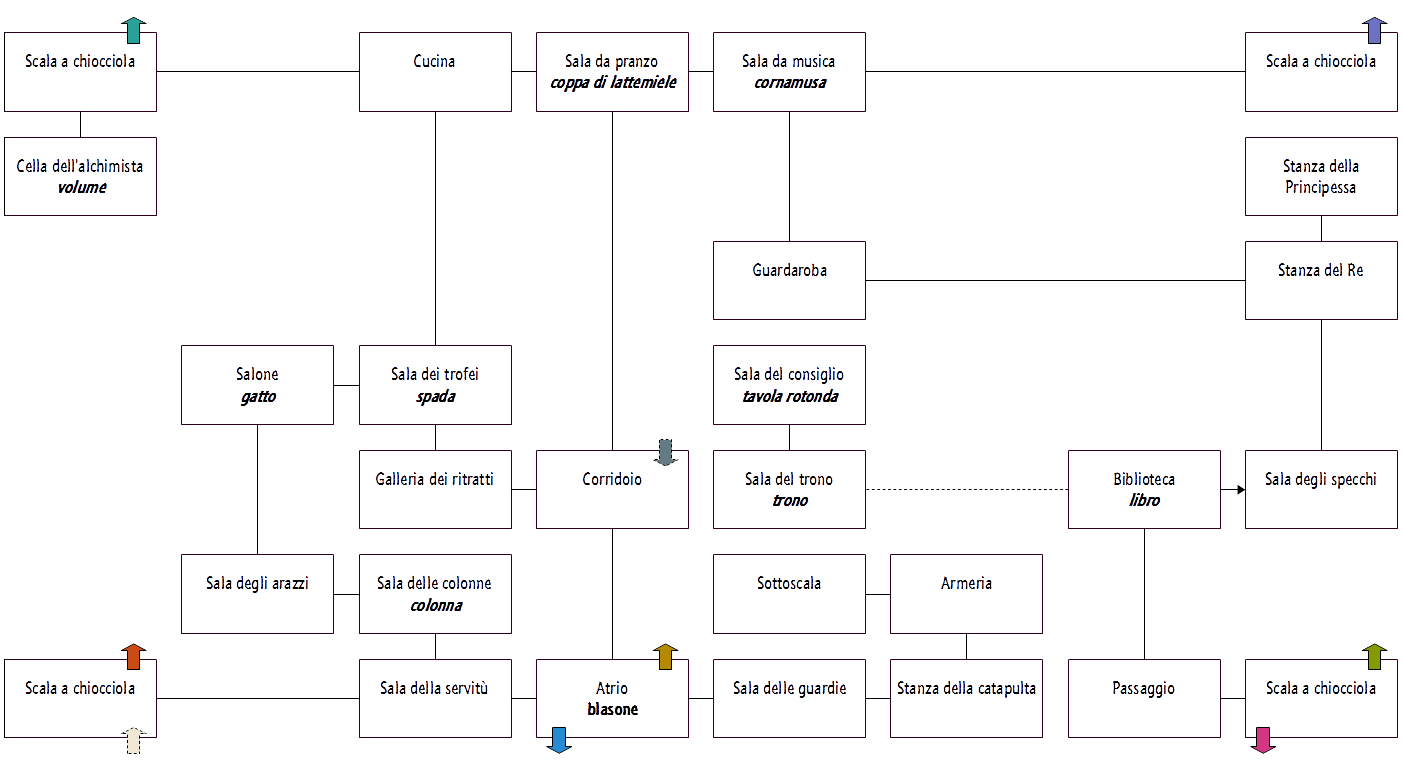 Scala a chiocciola
Cucina
Sala da pranzo
coppa di lattemiele
Sala da musica
cornamusa
Scala a chiocciola
Cella dell'alchimista
volume
Stanza della
Principessa
Guardaroba
Stanza del Re
Salone
gatto
Sala dei trofei
spada
Sala del consiglio
tavola rotonda
Galleria dei ritratti
Corridoio
Sala del trono
trono
Biblioteca
libro
Sala degli specchi
Sala degli arazzi
Sala delle colonne
colonna
Sottoscala
Armeria
Scala a chiocciola
Sala della servitù
Atrio
blasone
Sala delle guardie
Stanza della catapulta
Passaggio
Scala a chiocciola